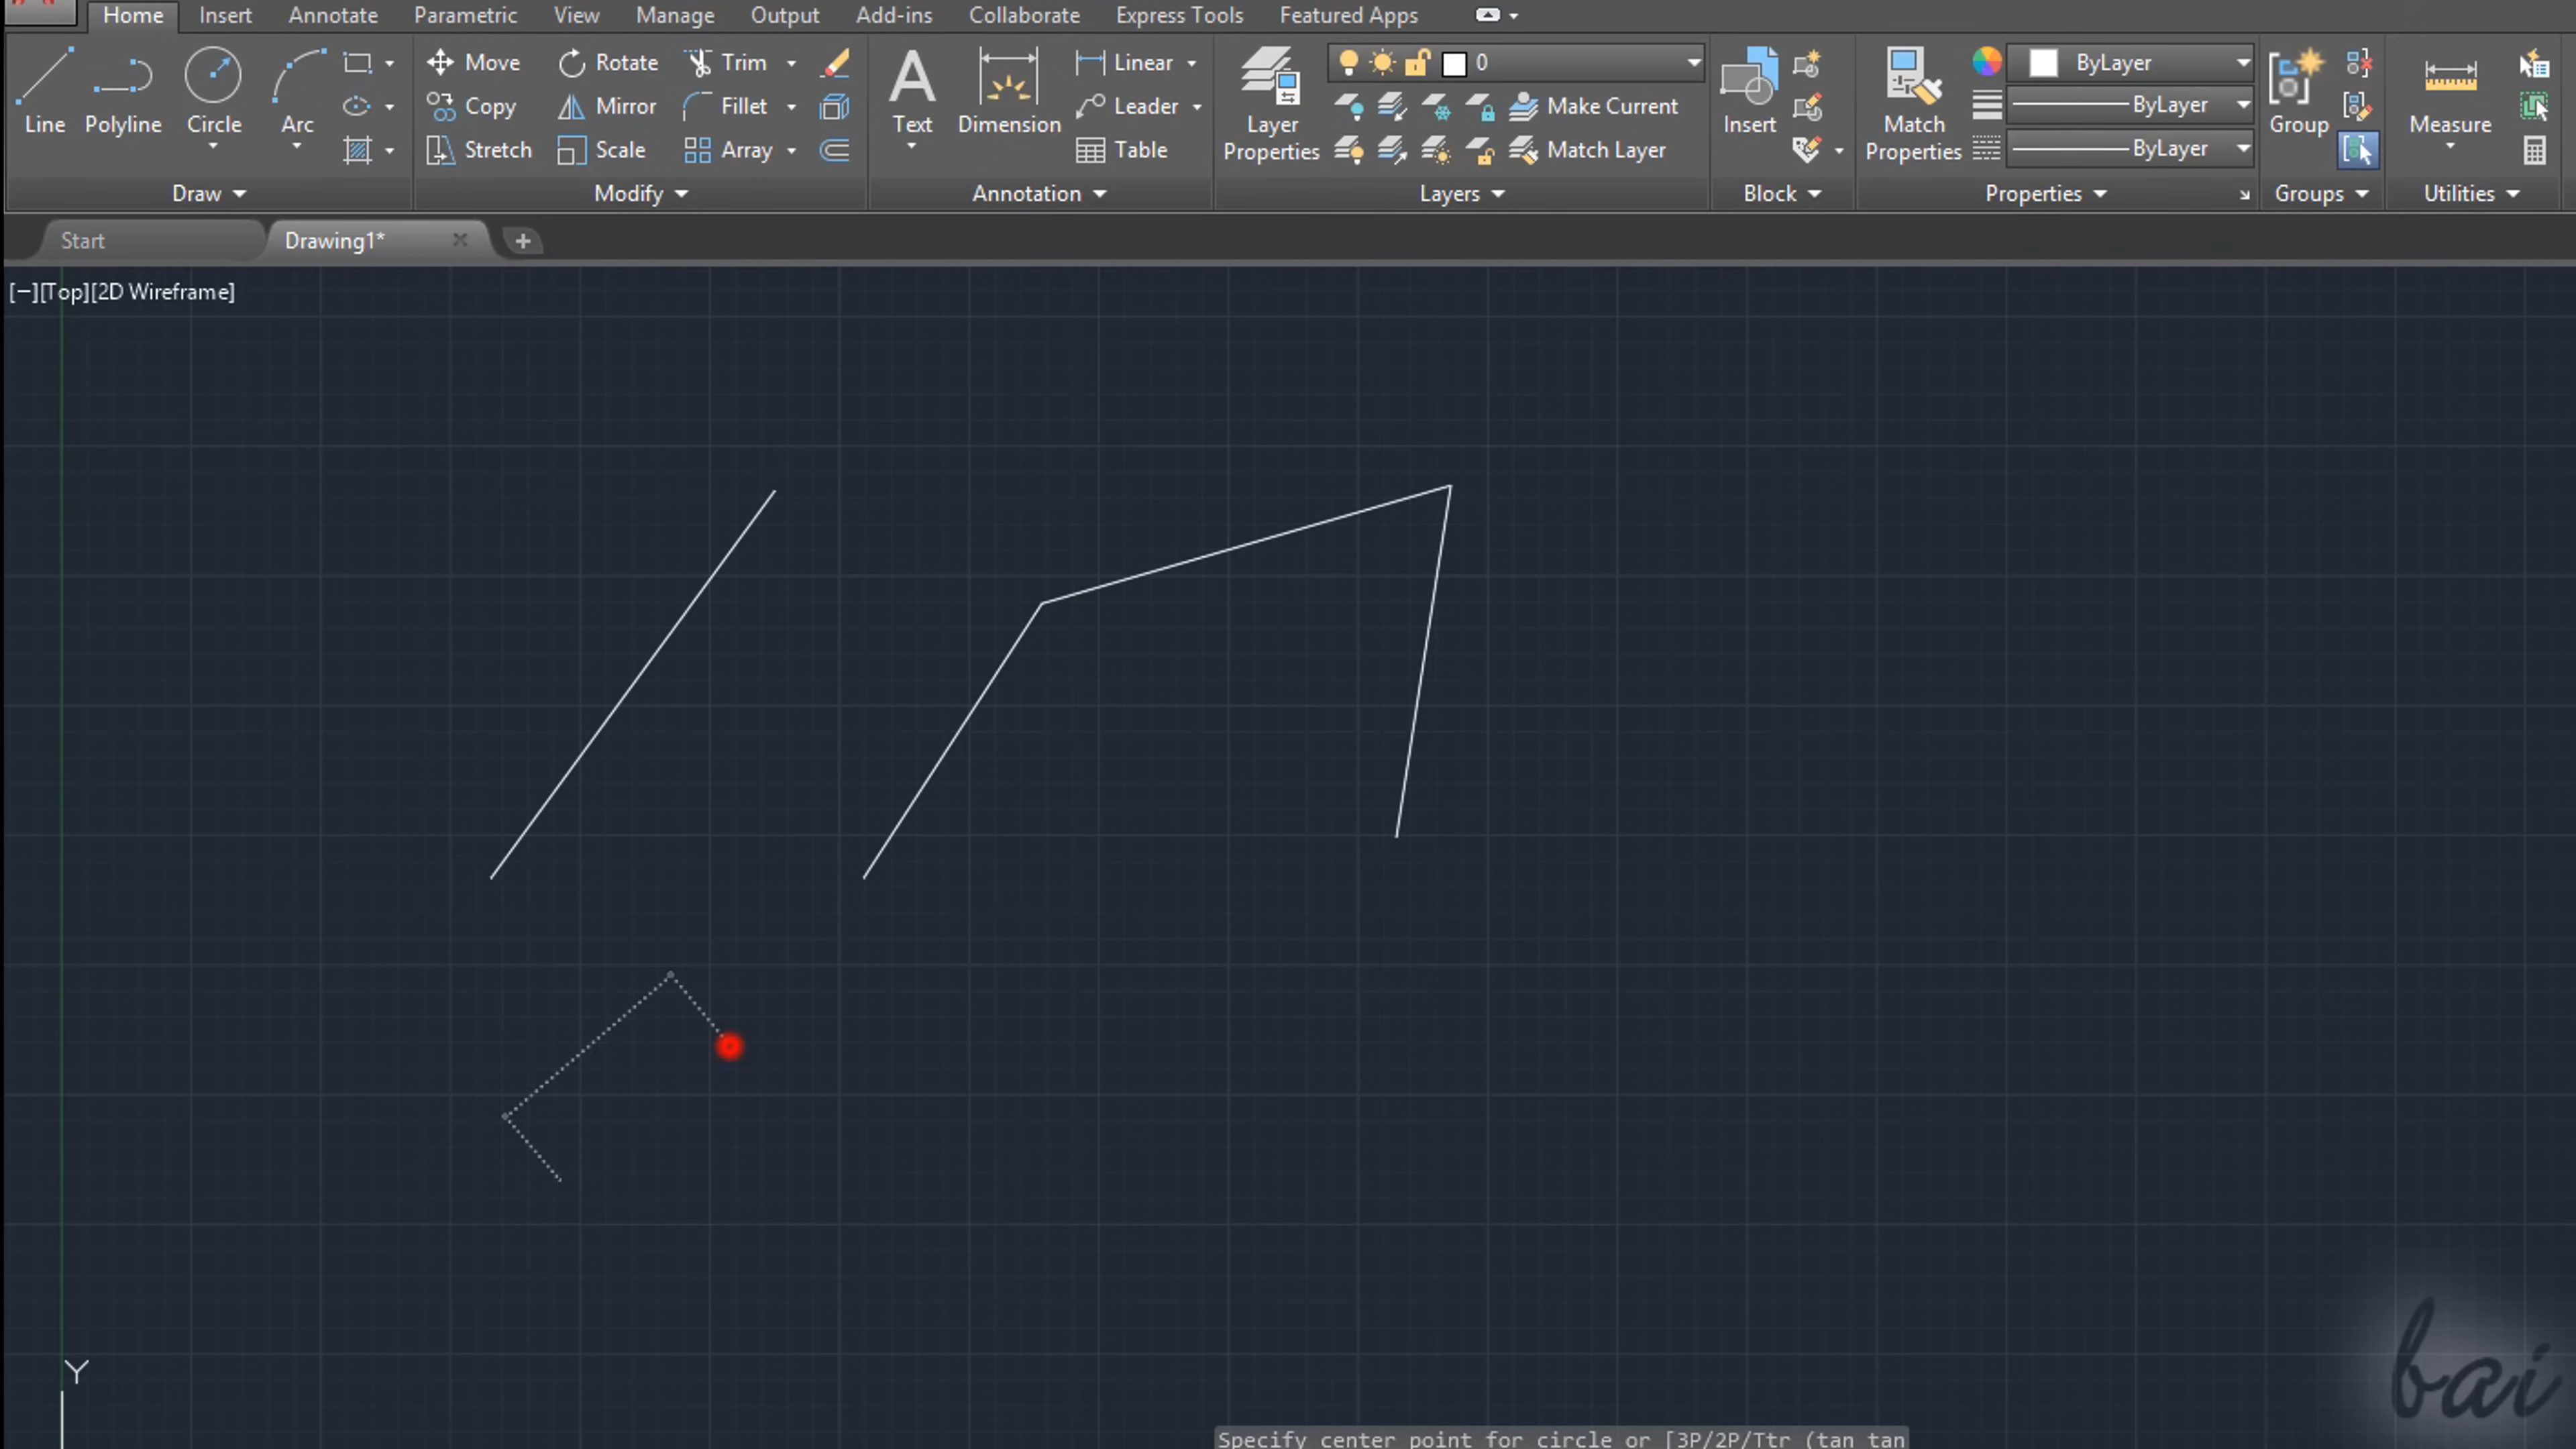 Home Insert Annotate Parametric View Manage Output Add-ins Collaborate Express Tools Featured Apps
Line Polyline Circle Arc
Move Rotate Trim
Copy Mirror Fillet
Stretch Scale Array
Text Dimension
Linear
Leader
Table
Layer
Properties
0
Make Current
Match Layer
Insert
Match
Properties
ByLayer
ByLayer
ByLayer
Group
Measure
Draw Modify Annotation Layers Block Properties Groups Utilities
Start Drawing1*
[−][Top][2D Wireframe]
Y
bai
Specify center point for circle or [3P/2P/Ttr (tan tan